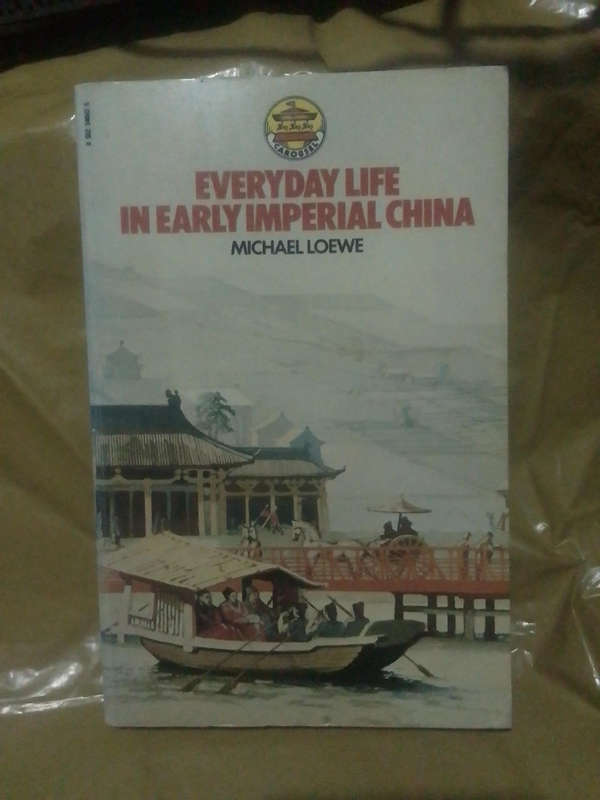 CAROUSEL
EVERYDAY LIFE
IN EARLY IMPERIAL CHINA
MICHAEL LOEWE